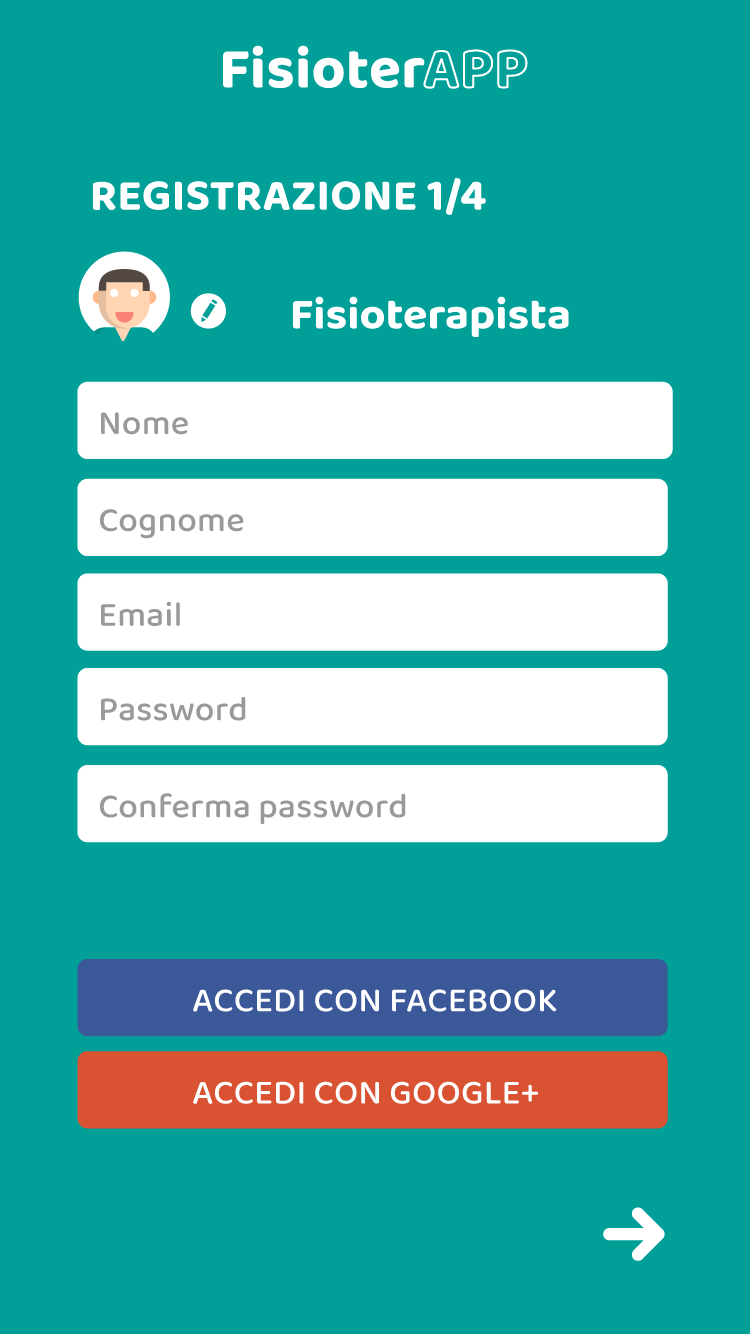 FisioterAPP
REGISTRAZIONE 1/4
Fisioterapista
Nome
Cognome
Email
Password
Conferma password
ACCEDI CON FACEBOOK
ACCEDI CON GOOGLE+